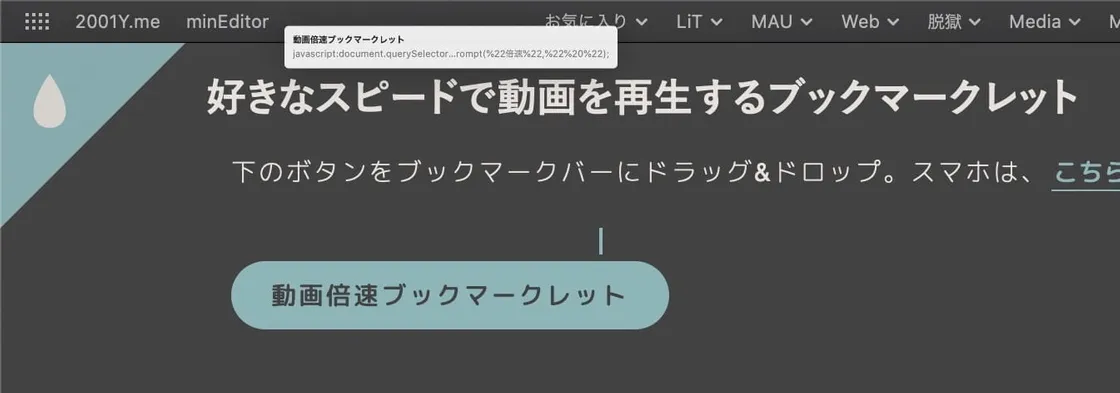 2001Y.me minEditor お気に入り LiT MAU Web 脱獄 Media M
動画倍速ブックマークレット
javascript:document.querySelector...rompt(%22倍速%22,%22%20%22);
好きなスピードで動画を再生するブックマークレット
下のボタンをブックマークバーにドラッグ&ドロップ。スマホは、こちら
動画倍速ブックマークレット